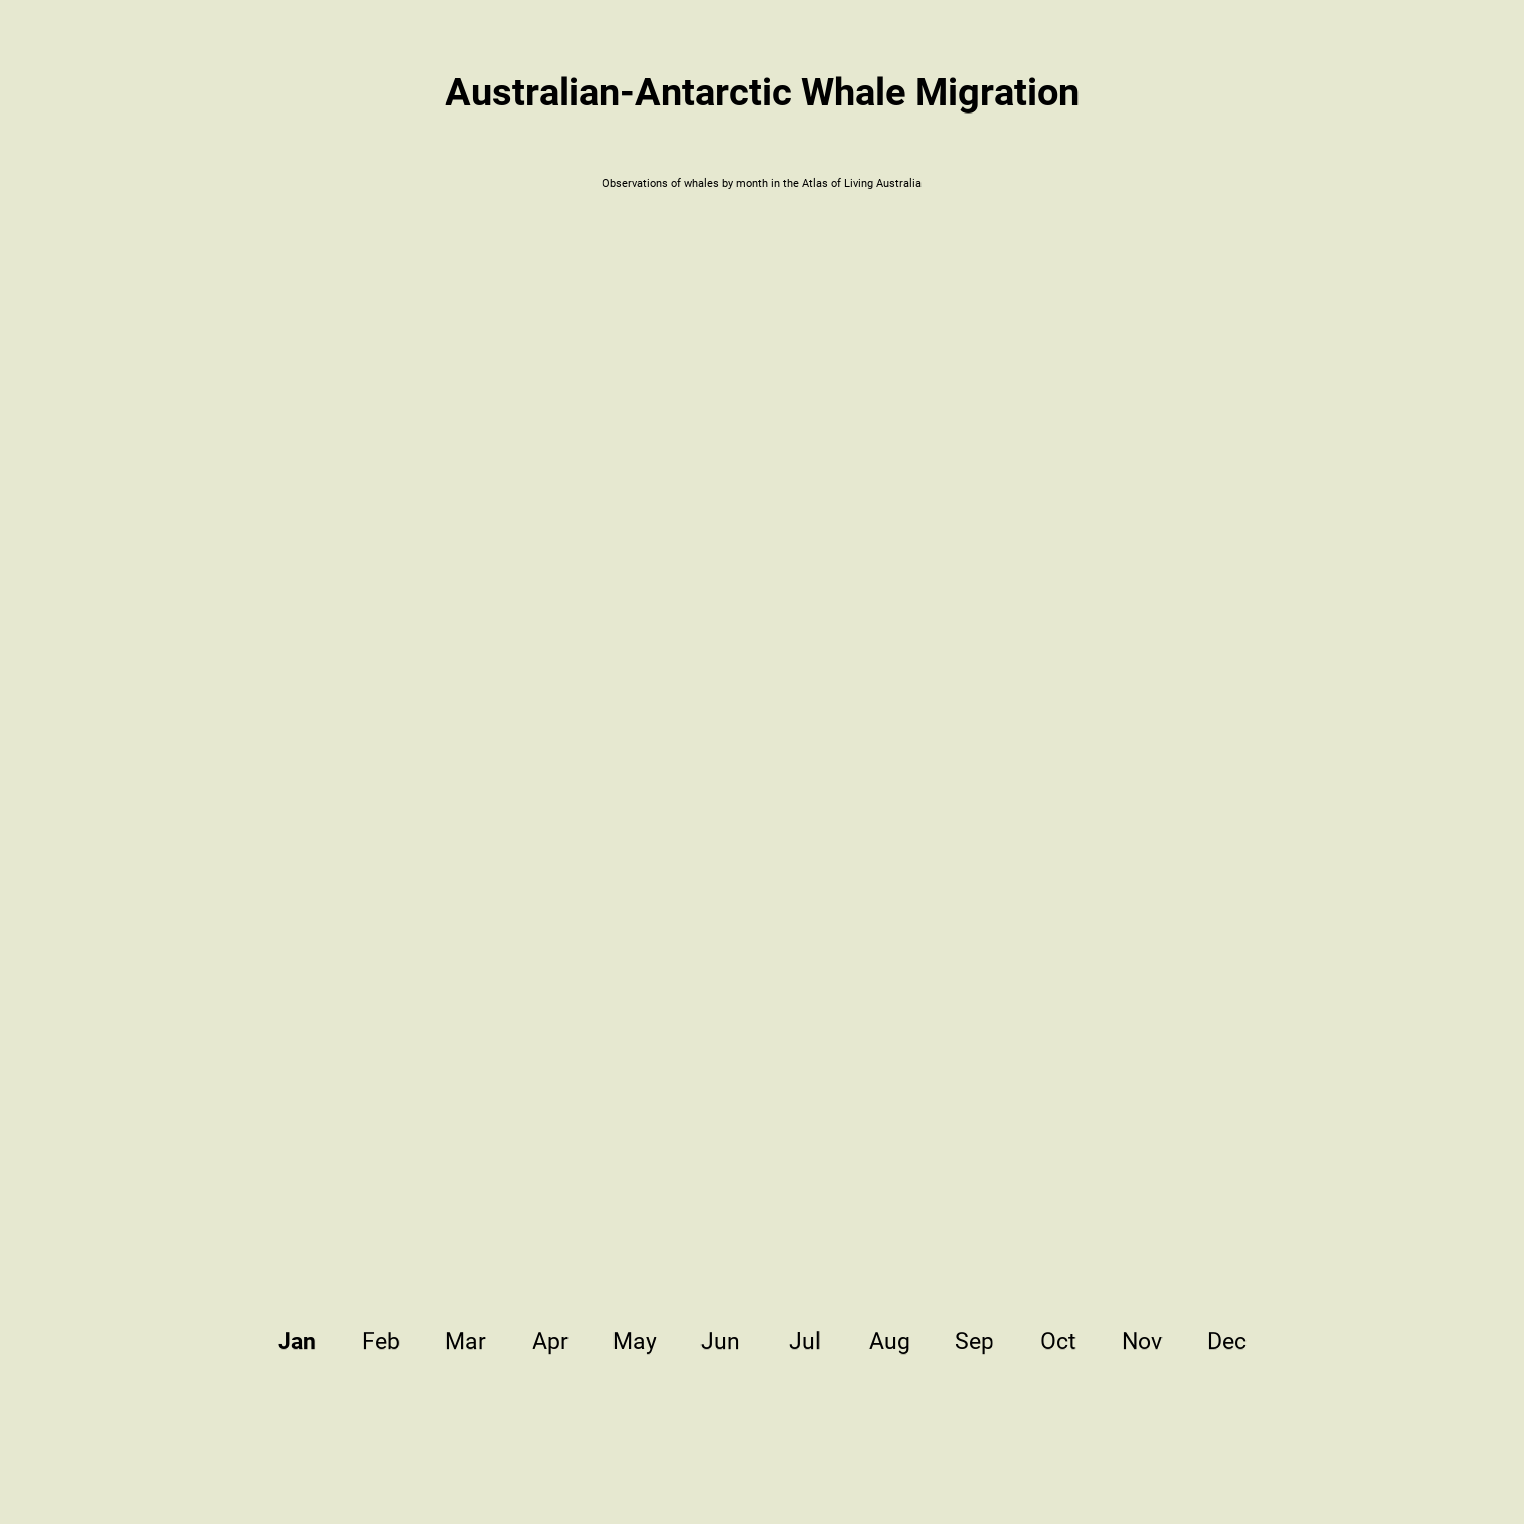 Australian-Antarctic Whale Migration
Observations of whales by month in the Atlas of Living Australia
Jan Feb Mar Apr May Jun Jul Aug Sep Oct Nov Dec